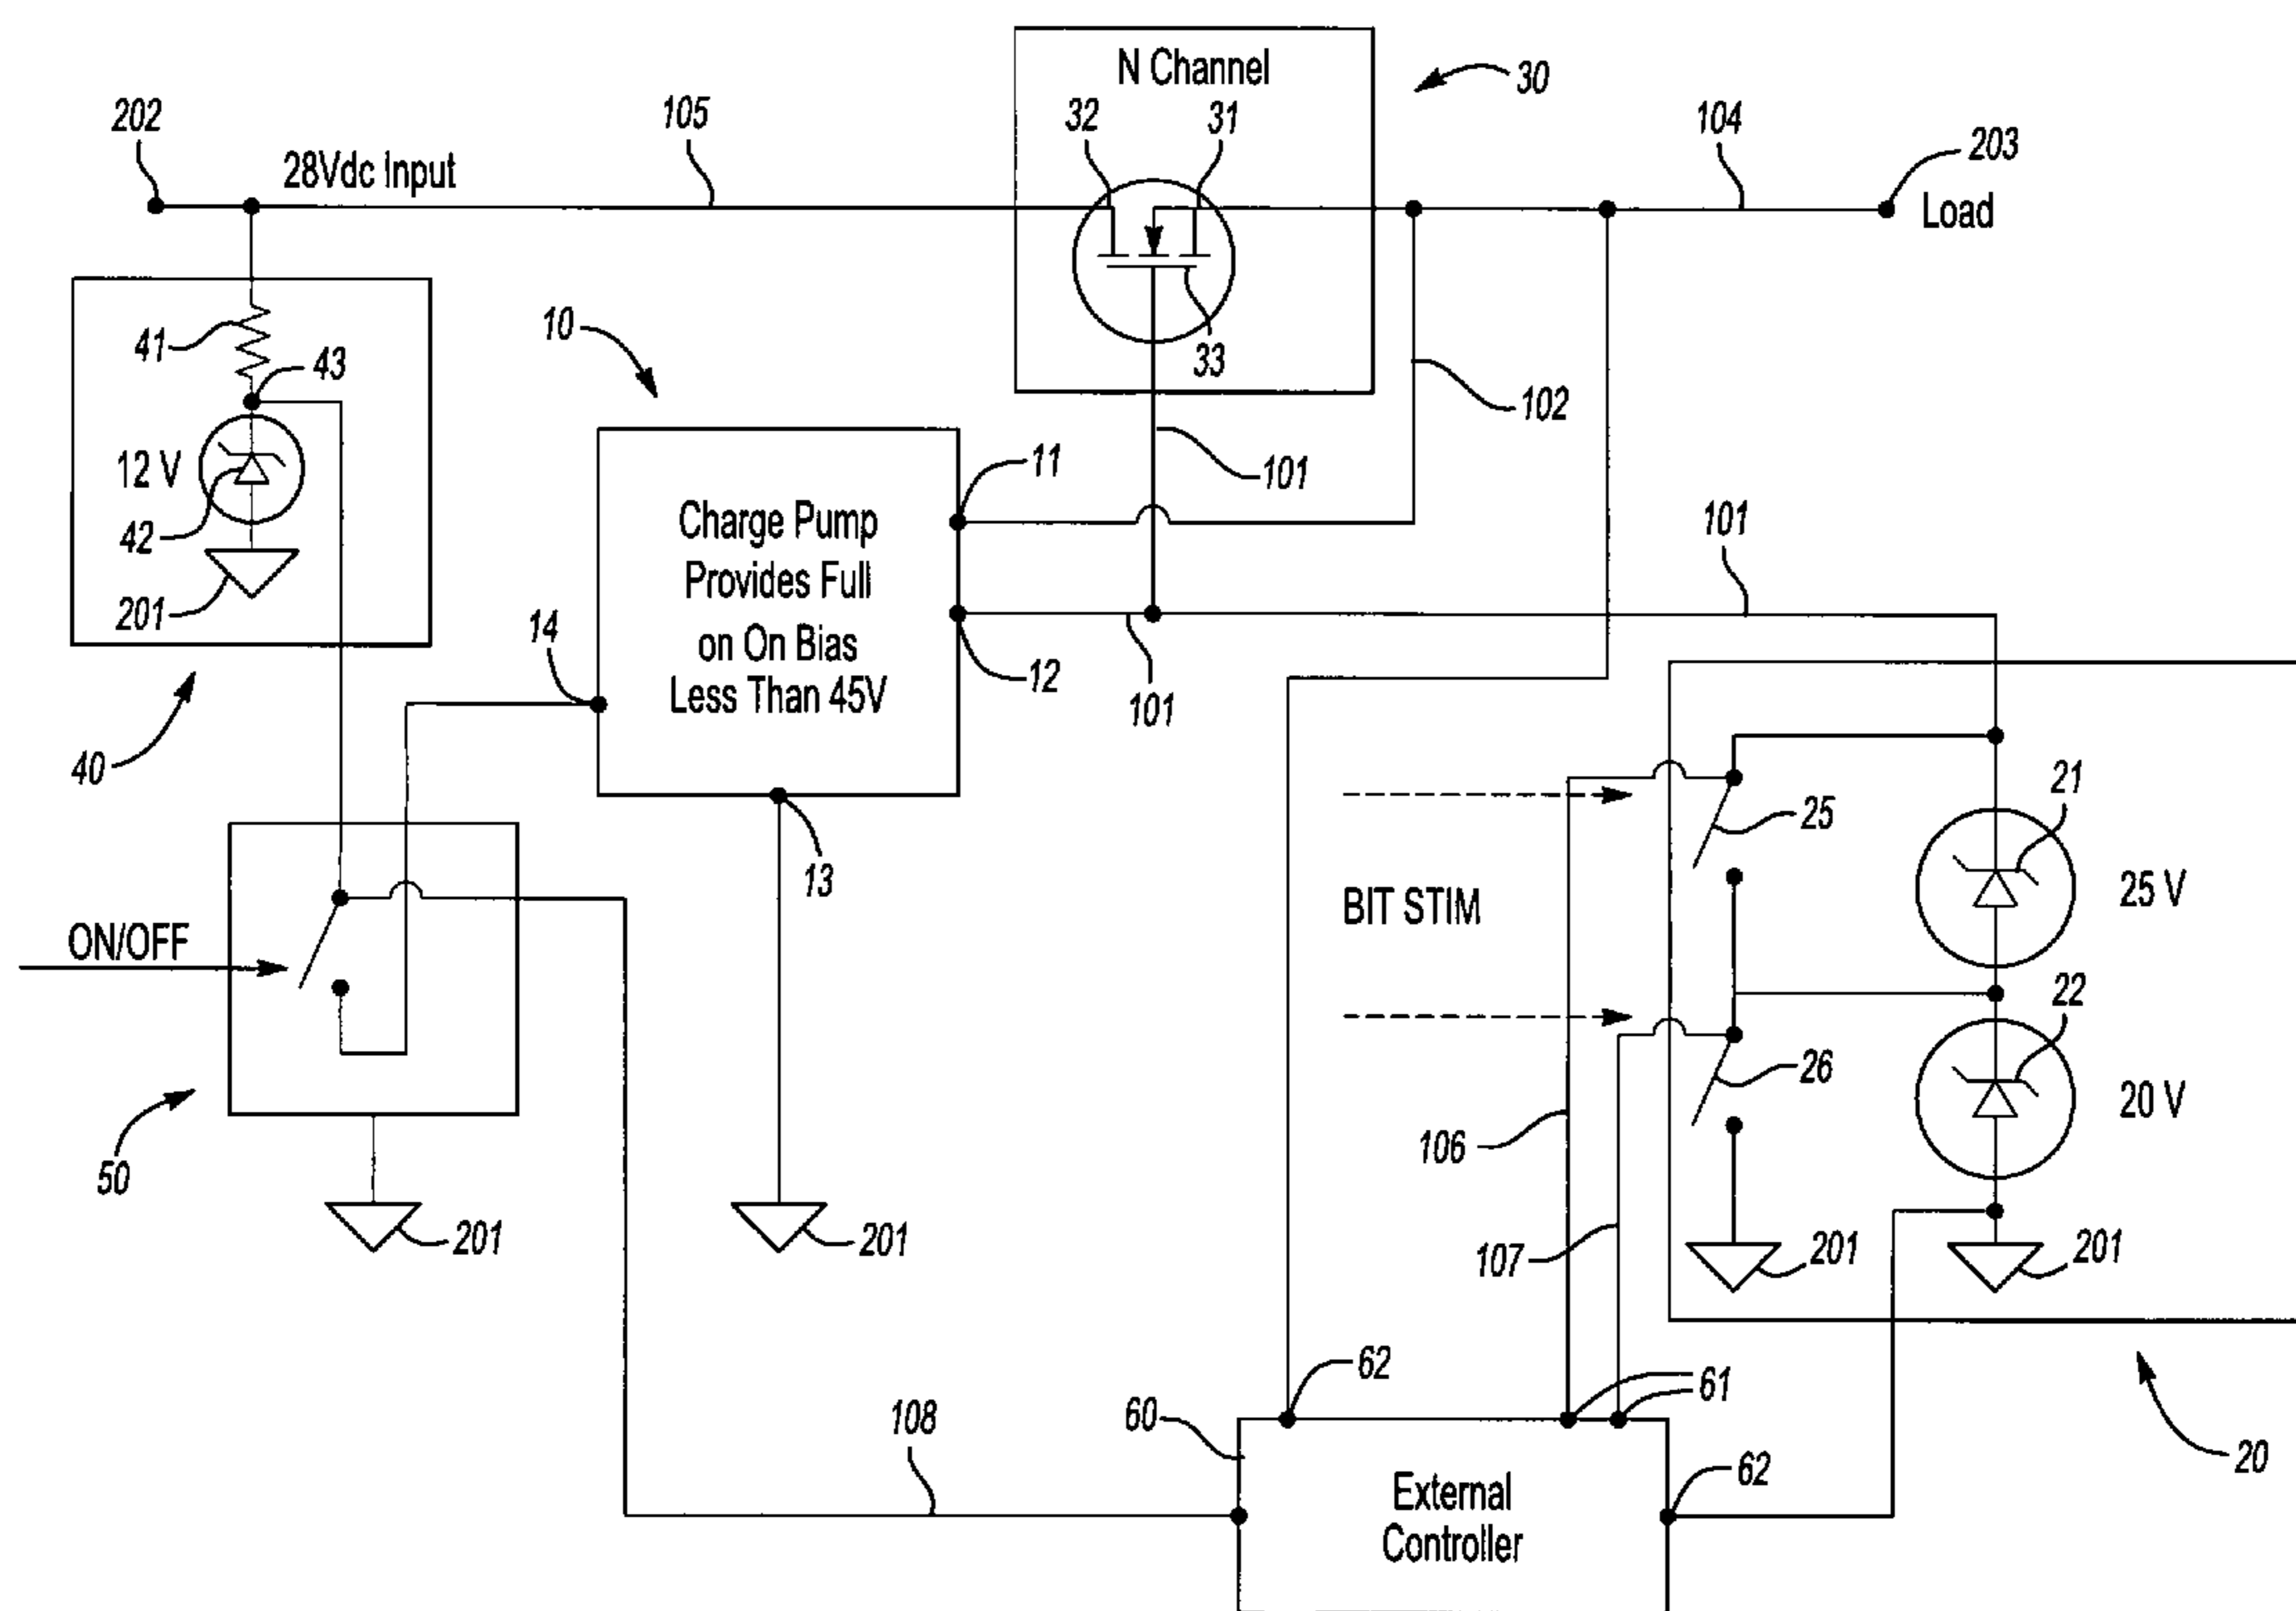 N Channel
30
202
105
32
31
104
203
28Vdc Input
Load
41
43
10
33
102
12 V
42
11
101
201
Charge Pump
Provides Full
on On Bias
Less Than 45V
101
14
12
101
40
21
25
13
25 V
BIT STIM
ON/OFF
22
26
20 V
106
50
201
201
107
201
201
62
61
60
108
62
20
External
Controller